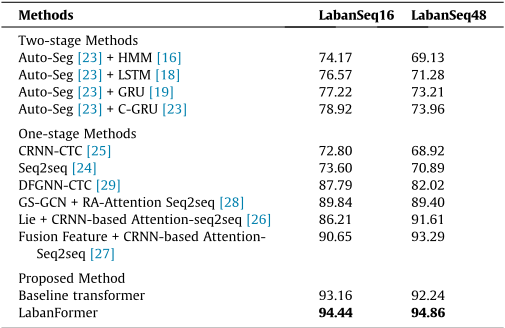 Methods LabanSeq16 LabanSeq48
Two-stage Methods
Auto-Seg [23] + HMM [16] 74.17 69.13
Auto-Seg [23] + LSTM [18] 76.57 71.28
Auto-Seg [23] + GRU [19] 77.22 73.21
Auto-Seg [23] + C-GRU [23] 78.92 73.96
One-stage Methods
CRNN-CTC [25] 72.80 68.92
Seq2seq [24] 73.60 70.89
DFGNN-CTC [29] 87.79 82.02
GS-GCN + RA-Attention Seq2seq [28] 89.84 89.40
Lie + CRNN-based Attention-seq2seq [26] 86.21 91.61
Fusion Feature + CRNN-based Attention- 90.65 93.29
Seq2seq [27]
Proposed Method
Baseline transformer 93.16 92.24
LabanFormer 94.44 94.86